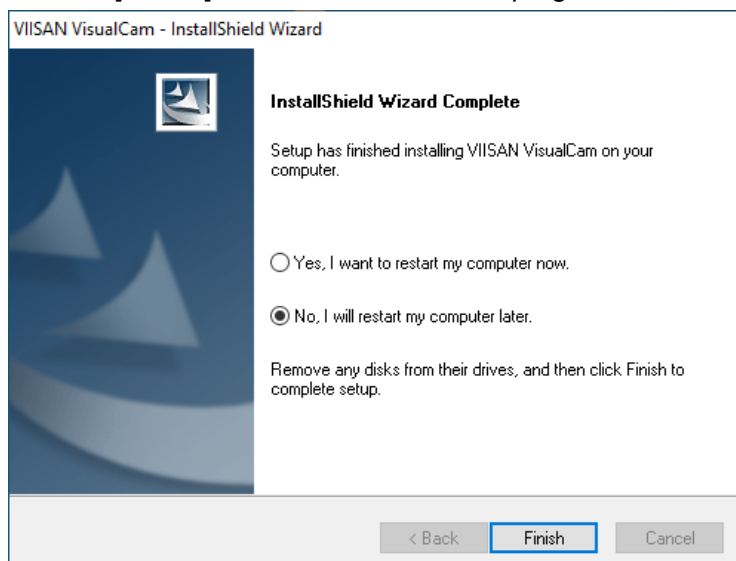 VIISAN VisualCam - InstallShield Wizard
InstallShield Wizard Complete
Setup has finished installing VIISAN VisualCam on your
computer.
Yes, I want to restart my computer now.
No, I will restart my computer later.
Remove any disks from their drives, and then click Finish to
complete setup.
< Back
Finish
Cancel